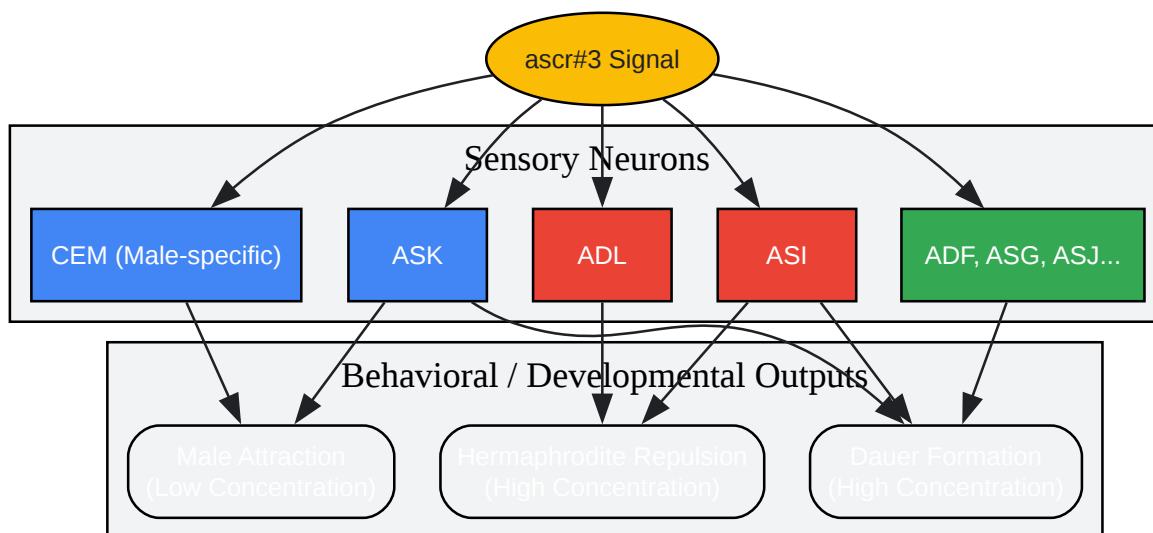 ascr#3 Signal
Sensory Neurons
CEM (Male-specific)
ASK
ADL
ASI
ADF, ASG, ASJ...
Behavioral / Developmental Outputs
Male Attraction
(Low Concentration)
Hermaphrodite Repulsion
(High Concentration)
Dauer Formation
(High Concentration)